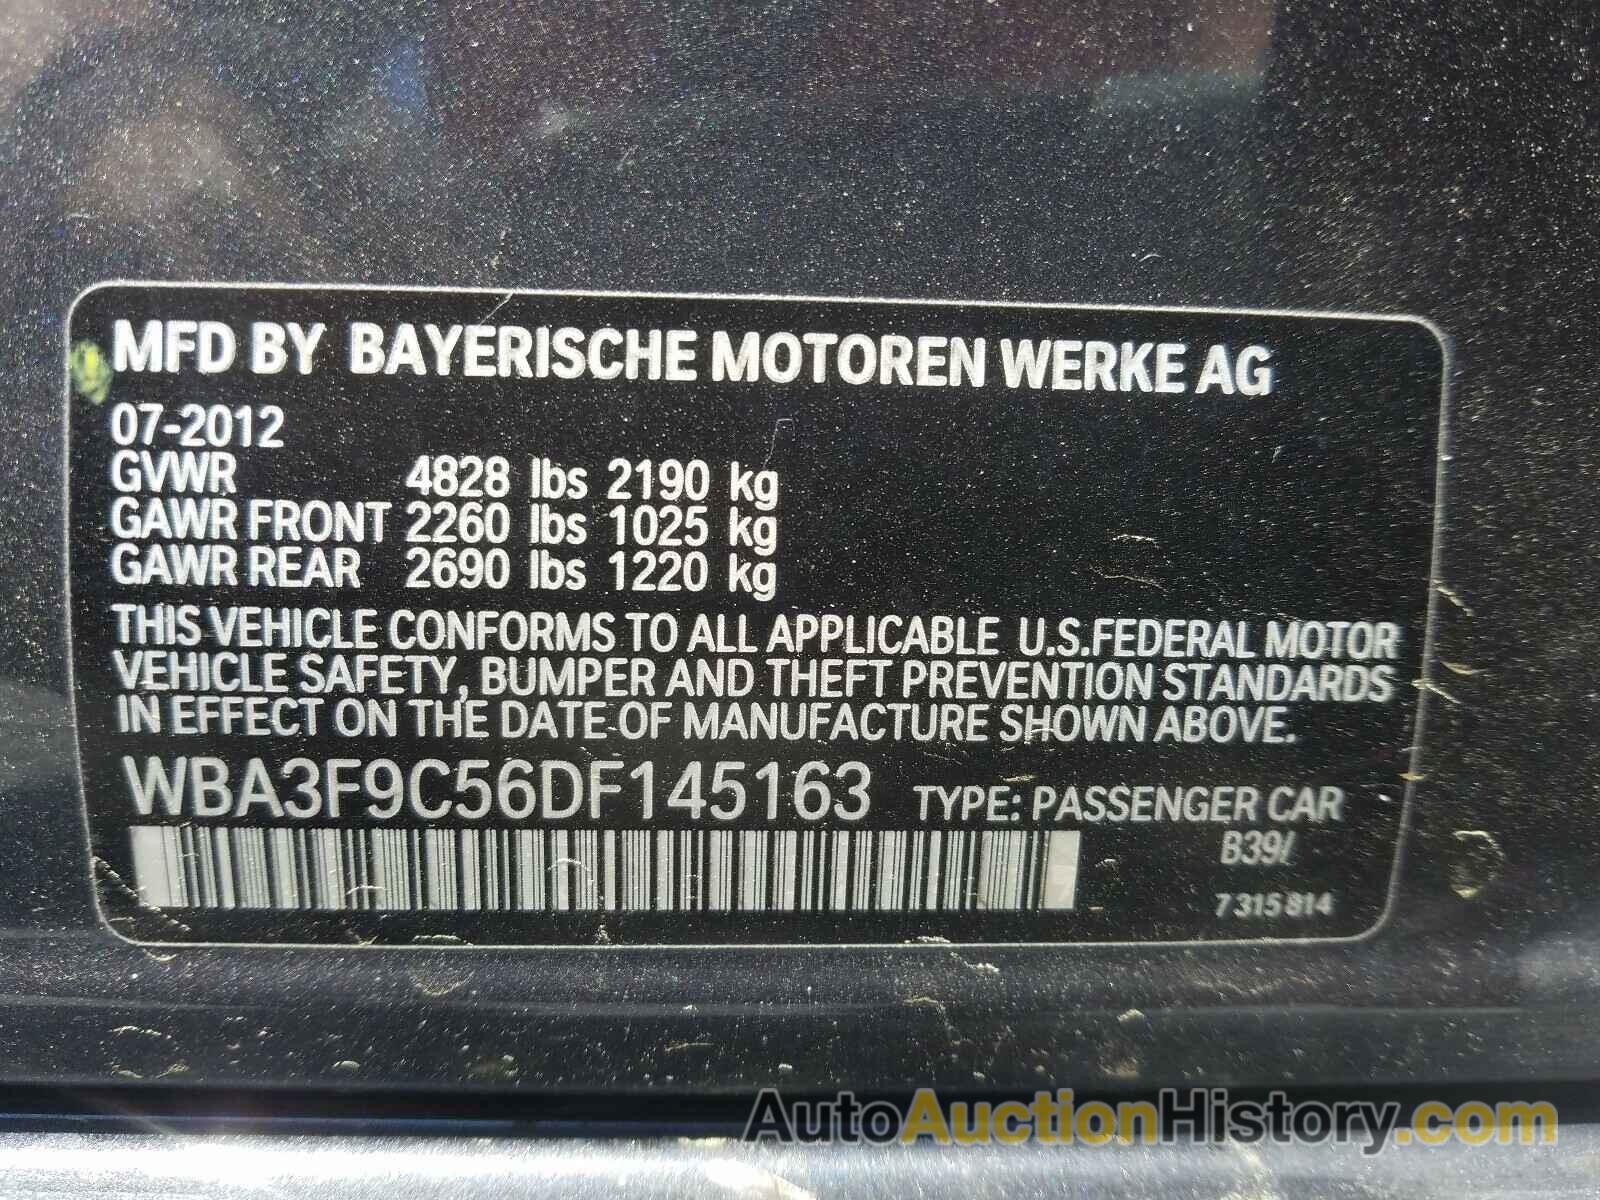 MFD BY BAYERISCHE MOTOREN WERKE AG
07-2012
GVWR 4828 lbs 2190 kg
GAWR FRONT 2260 lbs 1025 kg
GAWR REAR 2690 lbs 1220 kg
THIS VEHICLE CONFORMS TO ALL APPLICABLE U.S.FEDERAL MOTOR
VEHICLE SAFETY, BUMPER AND THEFT PREVENTION STANDARDS
IN EFFECT ON THE DATE OF MANUFACTURE SHOWN ABOVE.
WBA3F9C56DF145163 TYPE: PASSENGER CAR
B39/
7 315 814
AutoAuctionHistory.com